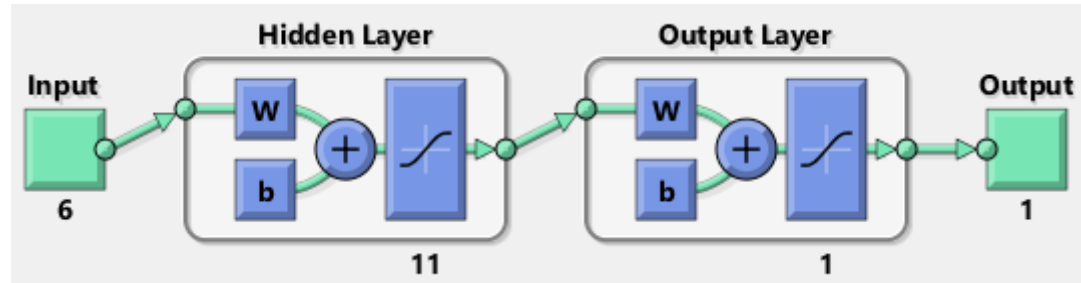 Hidden Layer
Output Layer
Input
Output
W
W
b
b
6
1
11
1